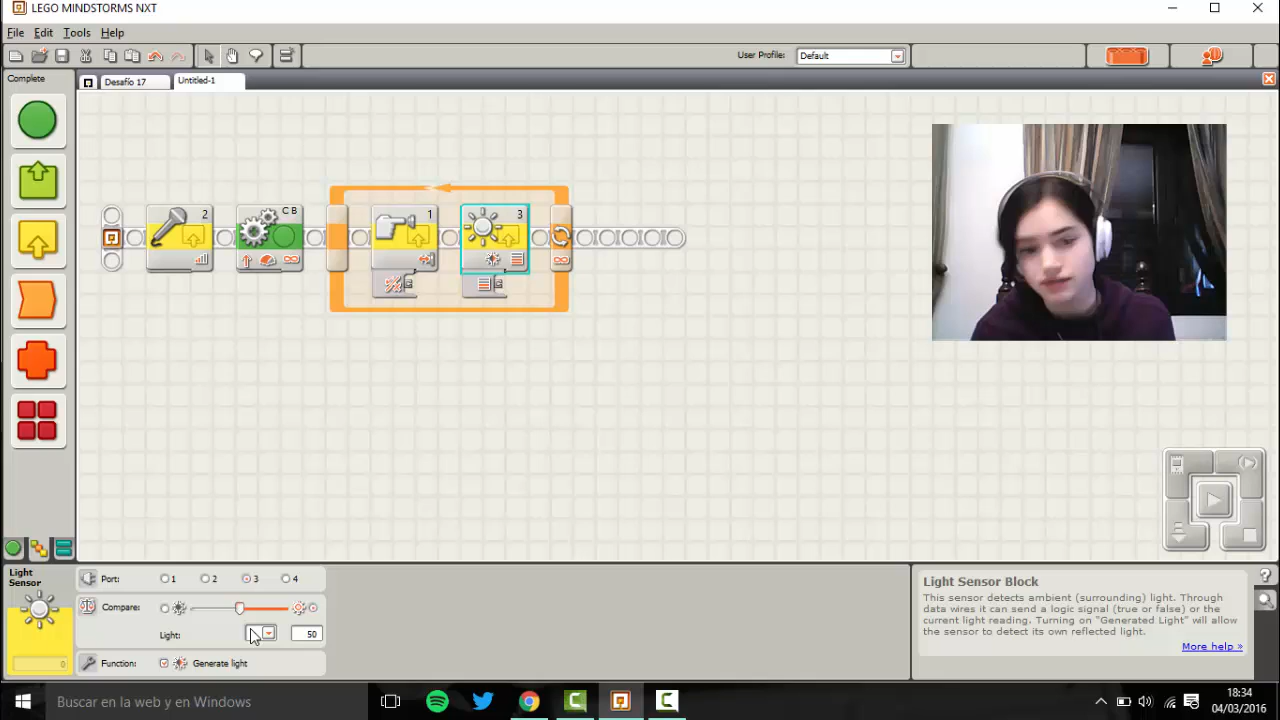 LEGO MINDSTORMS NXT
File Edit Tools Help
User Profile: Default
Complete
Desafío 17 Untitled-1
2
C B
1
3
Light Sensor
0
Port: 1 2 3 4
Compare:
Light: 50
Function: Generate light
Light Sensor Block
This sensor detects ambient (surrounding) light. Through
data wires it can send a logic signal (true or false) or the
current light reading. Turning on "Generated Light" will allow
the sensor to detect its own reflected light.
More help »
?
Buscar en la web y en Windows
18:34
04/03/2016